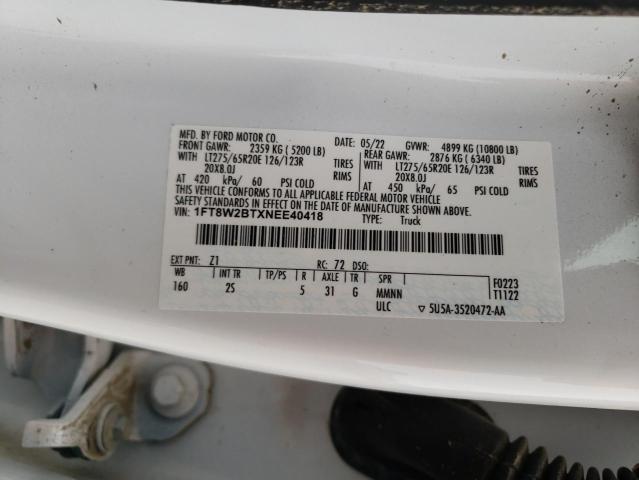 MFD. BY FORD MOTOR CO.
DATE: 05/22 GVWR: 4899 KG (10800 LB)
FRONT GAWR: 2359 KG ( 5200 LB) REAR GAWR: 2876 KG ( 6340 LB)
WITH LT275/65R20E 126/123R TIRES WITH LT275/65R20E 126/123R TIRES
20X8.0J RIMS 20X8.0J RIMS
AT 420 kPa/ 60 PSI COLD AT 450 kPa/ 65 PSI COLD
THIS VEHICLE CONFORMS TO ALL APPLICABLE FEDERAL MOTOR VEHICLE
SAFETY STANDARDS IN EFFECT ON THE DATE OF MANUFACTURE SHOWN ABOVE.
VIN: 1FT8W2BTXNEE40418 TYPE: Truck
EXT PNT: Z1 RC: 72 DSO:
WB INT TR TP/PS R AXLE TR SPR F0223
160 2S 5 31 G MMNN T1122
ULC 5U5A-3520472-AA